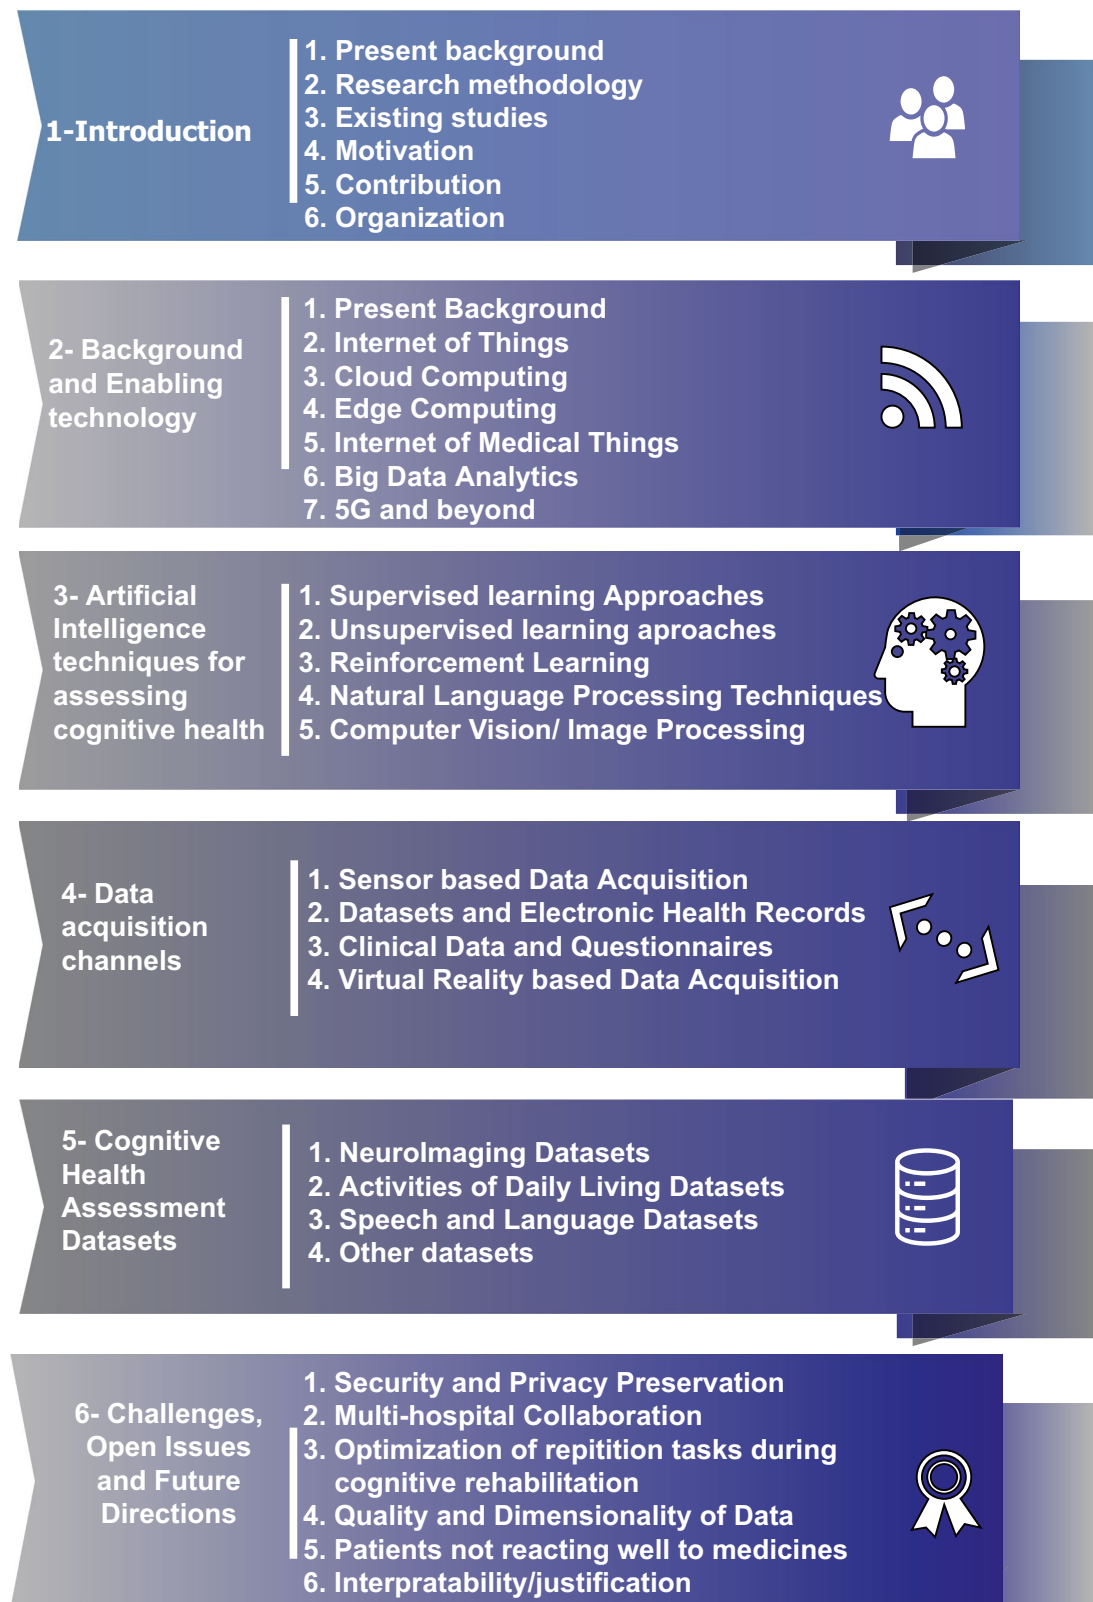 1-Introduction
1. Present background
2. Research methodology
3. Existing studies
4. Motivation
5. Contribution
6. Organization
2- Background
and Enabling
technology
1. Present Background
2. Internet of Things
3. Cloud Computing
4. Edge Computing
5. Internet of Medical Things
6. Big Data Analytics
7. 5G and beyond
3- Artificial
Intelligence
techniques for
assessing
cognitive health
1. Supervised learning Approaches
2. Unsupervised learning aproaches
3. Reinforcement Learning
4. Natural Language Processing Techniques
5. Computer Vision/ Image Processing
4- Data
acquisition
channels
1. Sensor based Data Acquisition
2. Datasets and Electronic Health Records
3. Clinical Data and Questionnaires
4. Virtual Reality based Data Acquisition
5- Cognitive
Health
Assessment
Datasets
1. NeuroImaging Datasets
2. Activities of Daily Living Datasets
3. Speech and Language Datasets
4. Other datasets
6- Challenges,
Open Issues
and Future
Directions
1. Security and Privacy Preservation
2. Multi-hospital Collaboration
3. Optimization of repitition tasks during
cognitive rehabilitation
4. Quality and Dimensionality of Data
5. Patients not reacting well to medicines
6. Interpratability/justification